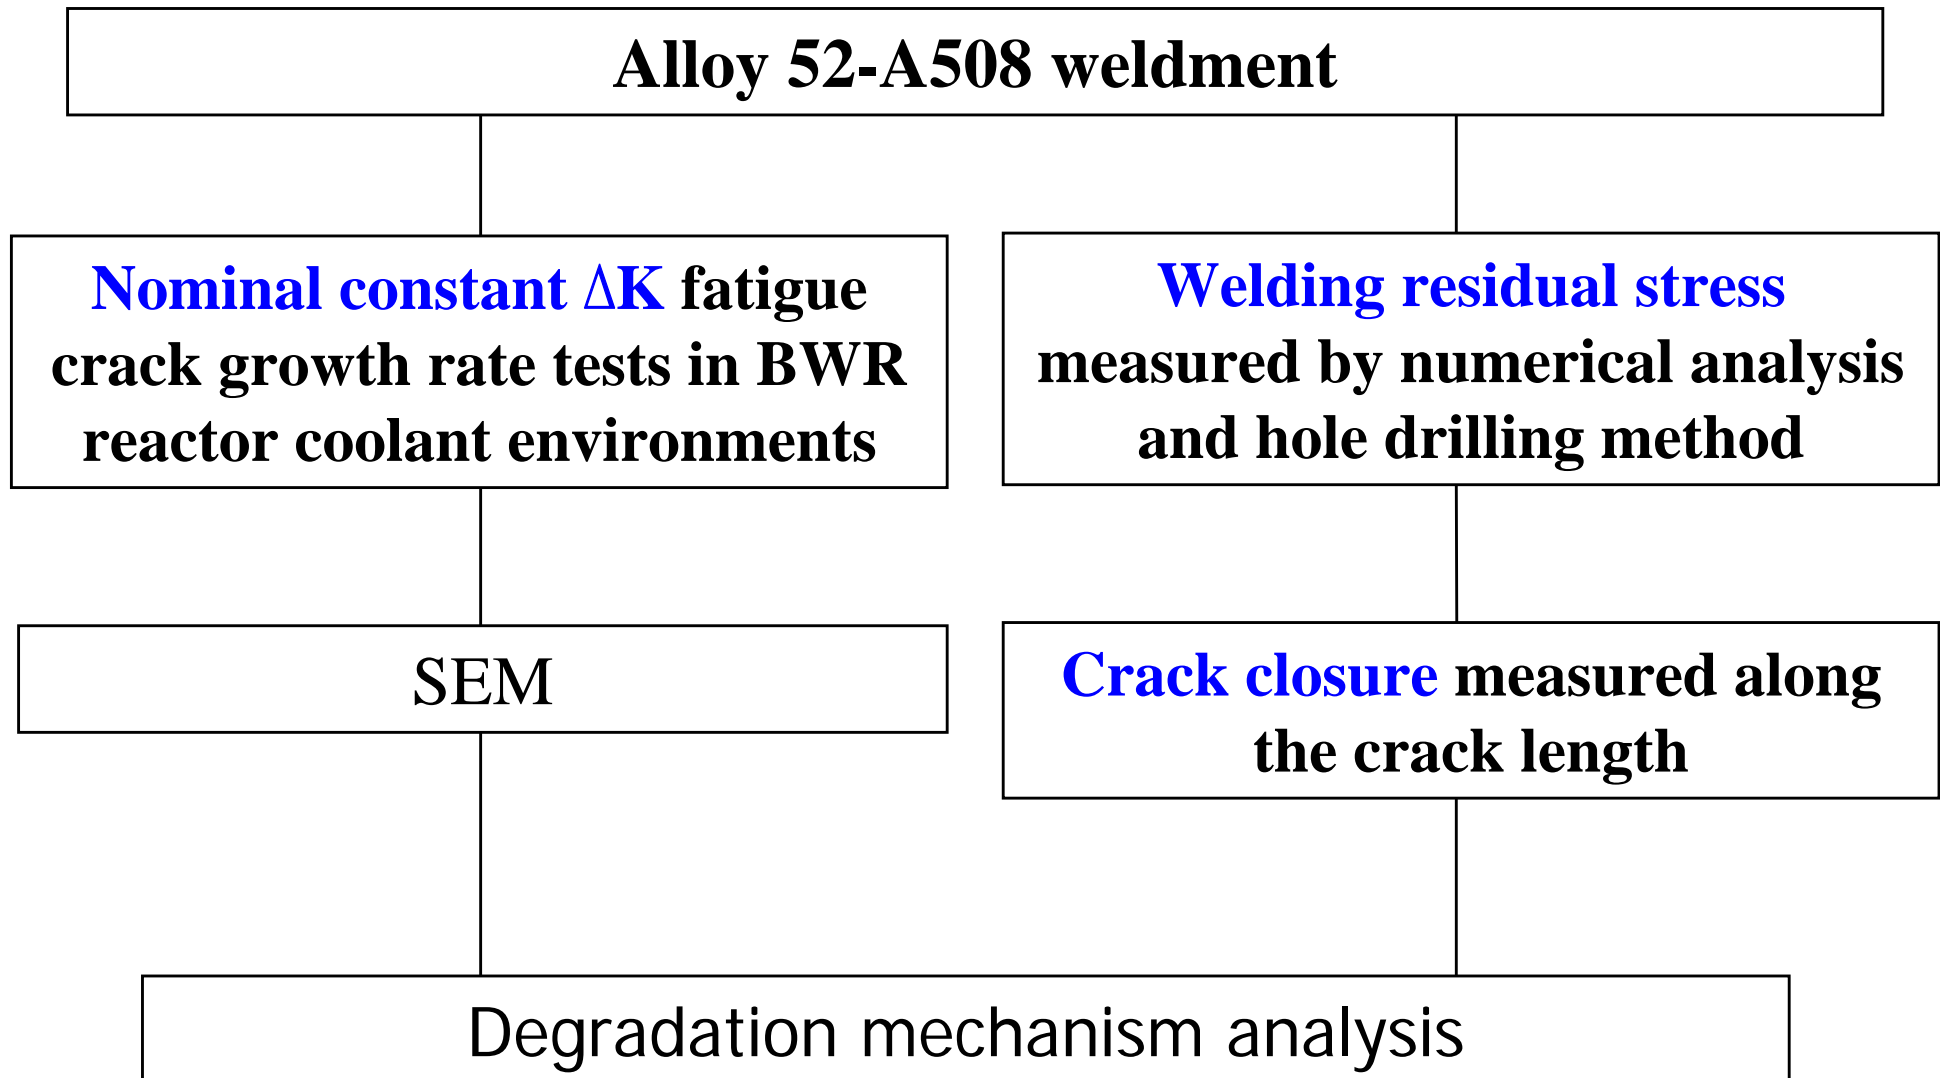 Alloy 52-A508 weldment
Nominal constant ΔK fatigue
crack growth rate tests in BWR
reactor coolant environments
Welding residual stress
measured by numerical analysis
and hole drilling method
SEM
Crack closure measured along
the crack length
Degradation mechanism analysis